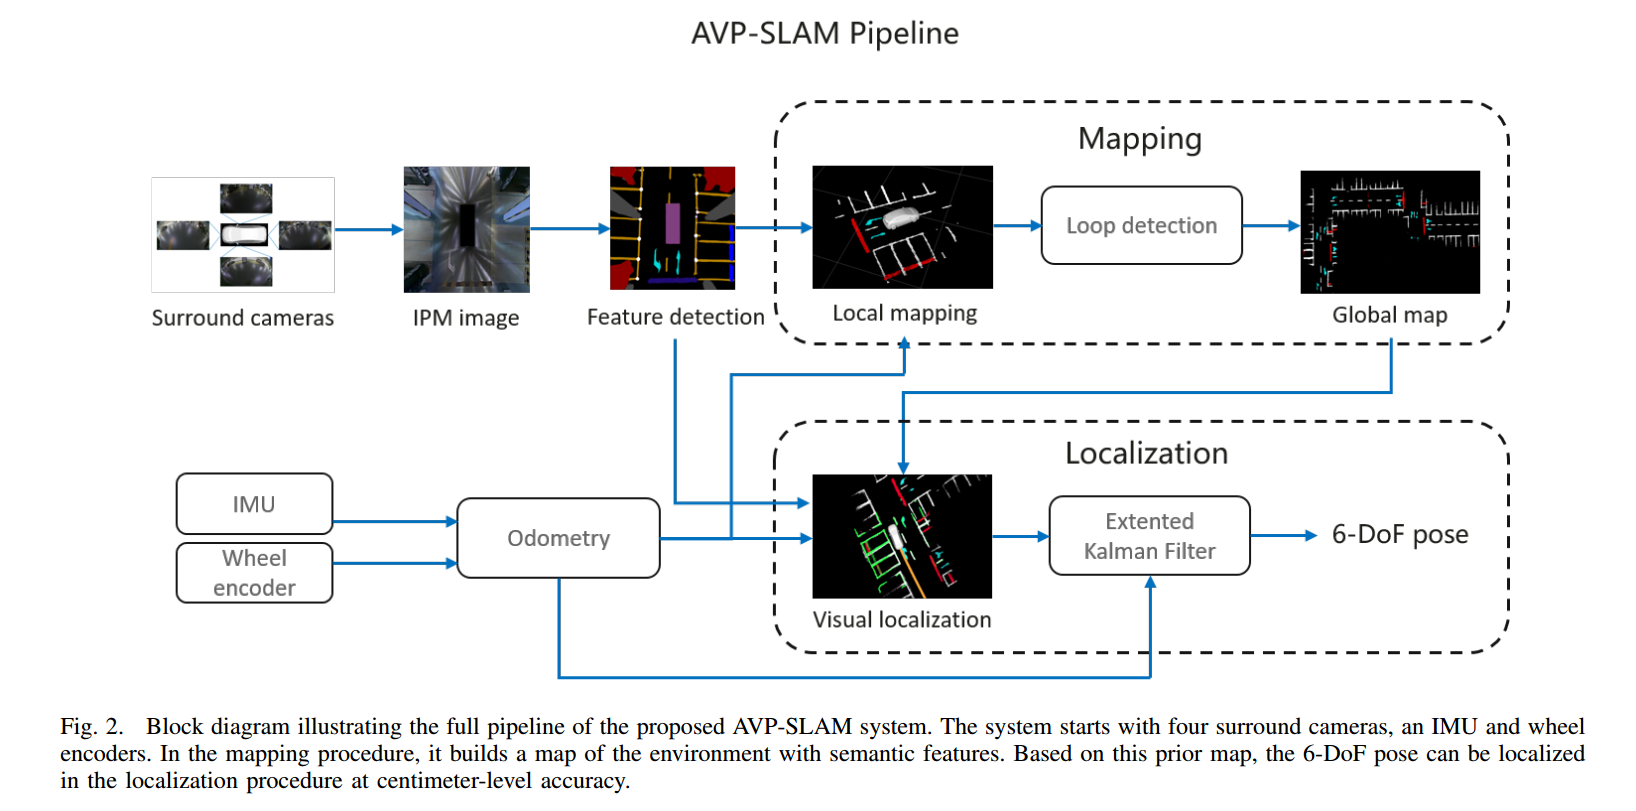 AVP-SLAM Pipeline
Mapping
Loop detection
Surround cameras
IPM image
Feature detection
Local mapping
Global map
Localization
IMU
Wheel
encoder
Odometry
Extented
Kalman Filter
6-DoF pose
Visual localization
Fig. 2. Block diagram illustrating the full pipeline of the proposed AVP-SLAM system. The system starts with four surround cameras, an IMU and wheel
encoders. In the mapping procedure, it builds a map of the environment with semantic features. Based on this prior map, the 6-DoF pose can be localized
in the localization procedure at centimeter-level accuracy.